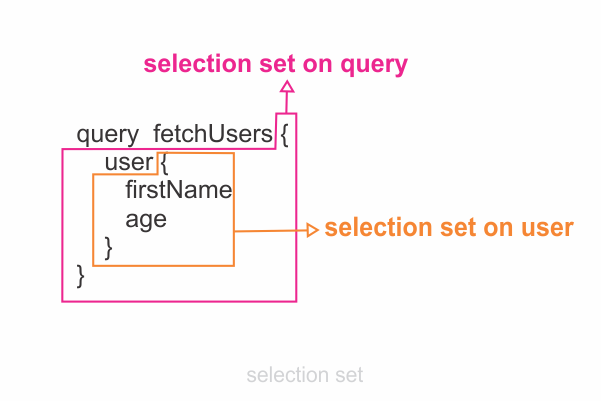 selection set on query
query fetchUsers {
user {
firstName
age
}
}
selection set on user
selection set